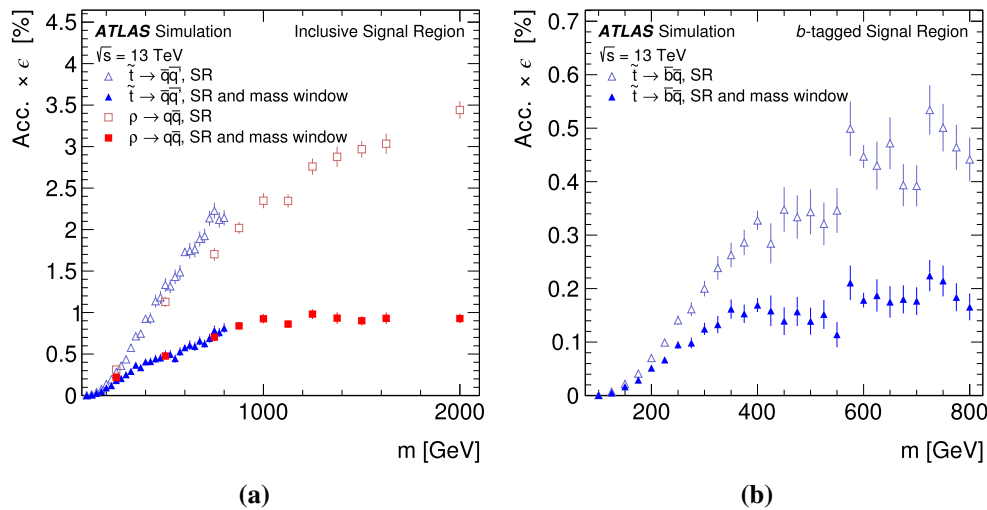 Acc. × ϵ [%]
4.5
4
3.5
3
2.5
2
1.5
1
0.5
0
ATLAS Simulation
Inclusive Signal Region
√s = 13 TeV
t̃ → q̅q̅', SR
t̃ → q̅q̅', SR and mass window
ρ → qq̅, SR
ρ → qq̅, SR and mass window
1000
2000
m [GeV]
(a)
Acc. × ϵ [%]
0.7
0.6
0.5
0.4
0.3
0.2
0.1
0
ATLAS Simulation
b-tagged Signal Region
√s = 13 TeV
t̃ → b̅q̅, SR
t̃ → b̅q̅, SR and mass window
200
400
600
800
m [GeV]
(b)